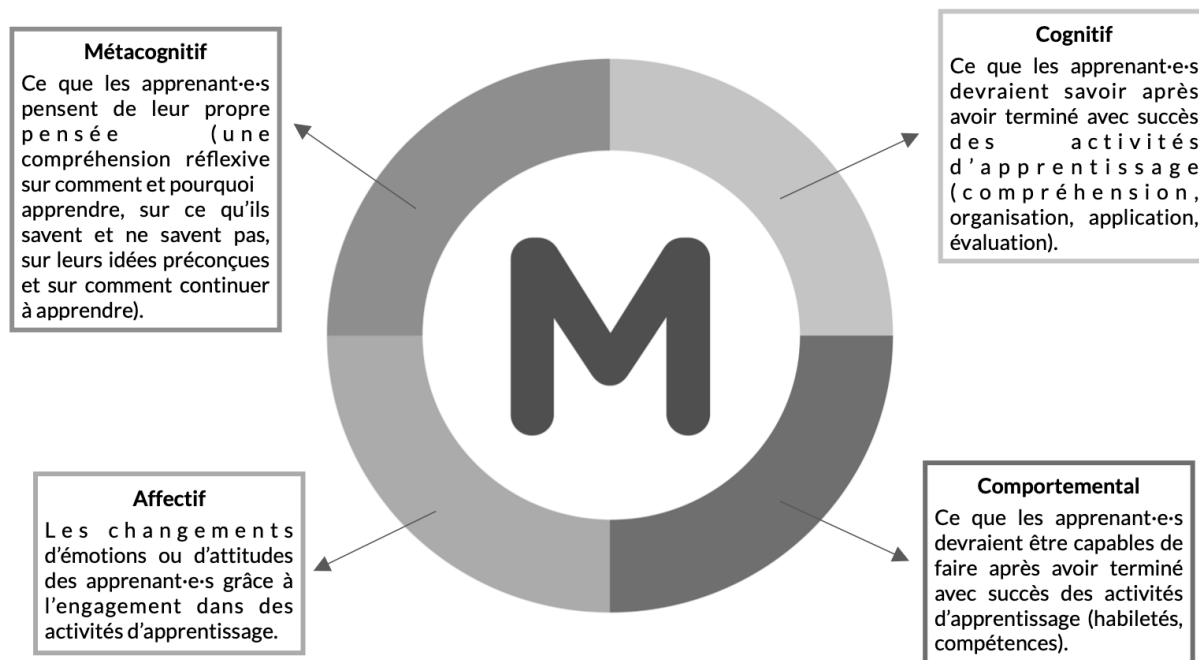 Métacognitif
Ce que les apprenant·e·s
pensent de leur propre
pensée (une
compréhension réflexive
sur comment et pourquoi
apprendre, sur ce qu'ils
savent et ne savent pas,
sur leurs idées préconçues
et sur comment continuer
à apprendre).
Cognitif
Ce que les apprenant·e·s
devraient savoir après
avoir terminé avec succès
des activités
d'apprentissage
(compréhension,
organisation, application,
évaluation).
M
Affectif
Les changements
d'émotions ou d'attitudes
des apprenant·e·s grâce à
l'engagement dans des
activités d'apprentissage.
Comportemental
Ce que les apprenant·e·s
devraient être capables de
faire après avoir terminé
avec succès des activités
d'apprentissage (habiletés,
compétences).